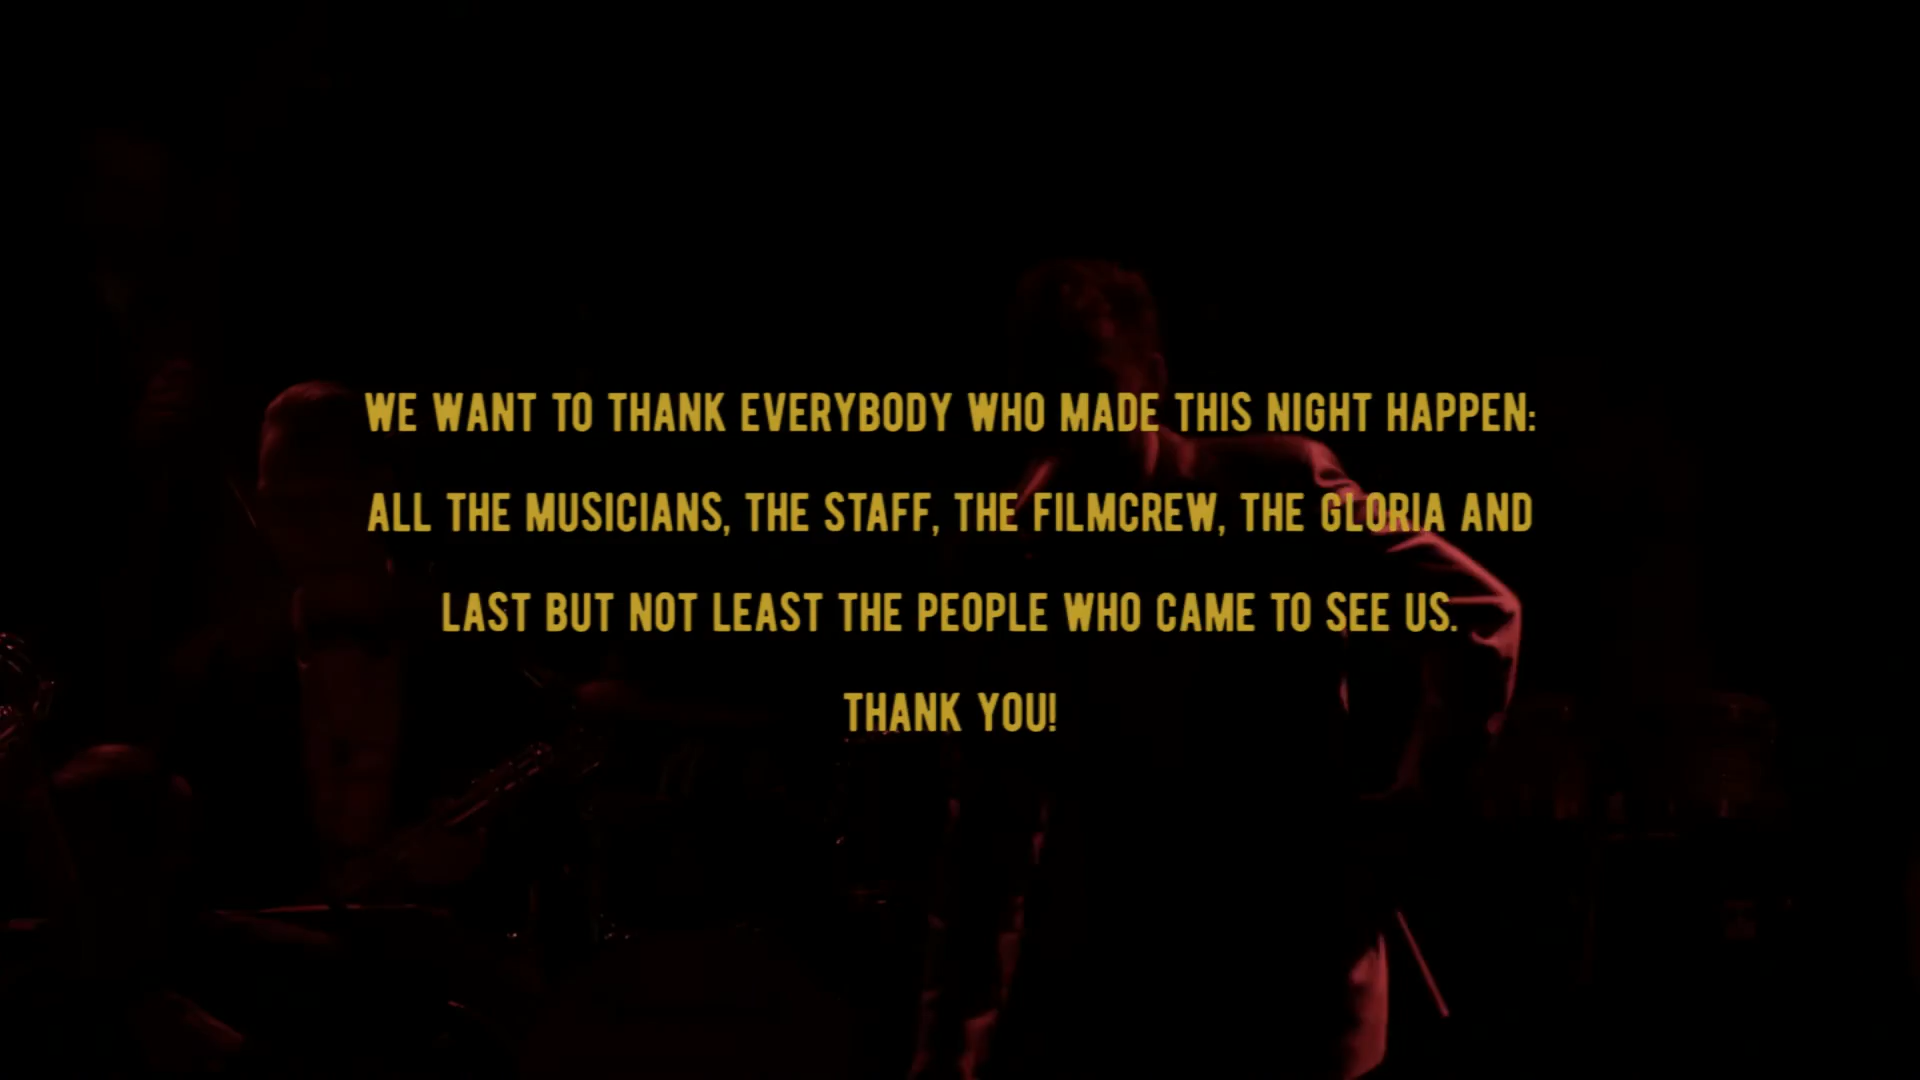 WE WANT TO THANK EVERYBODY WHO MADE THIS NIGHT HAPPEN:
ALL THE MUSICIANS, THE STAFF, THE FILMCREW, THE GLORIA AND
LAST BUT NOT LEAST THE PEOPLE WHO CAME TO SEE US.
THANK YOU!